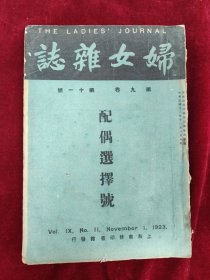 THE LADIES' JOURNAL
誌雜女婦
號一十第 卷九第
配偶選擇號
Vol. IX, No. 11, November 1, 1923.
行發館書印務商海上